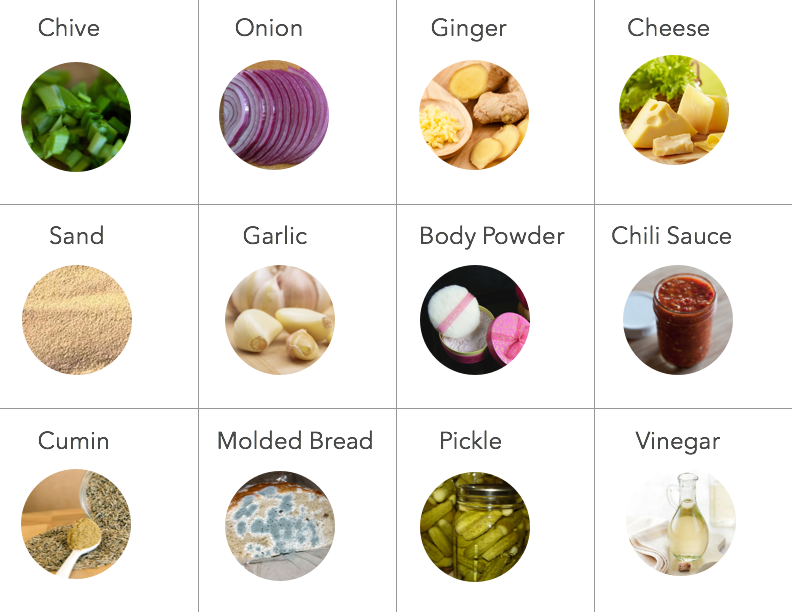 Chive
Onion
Ginger
Cheese
Sand
Garlic
Body Powder
Chili Sauce
Cumin
Molded Bread
Pickle
Vinegar